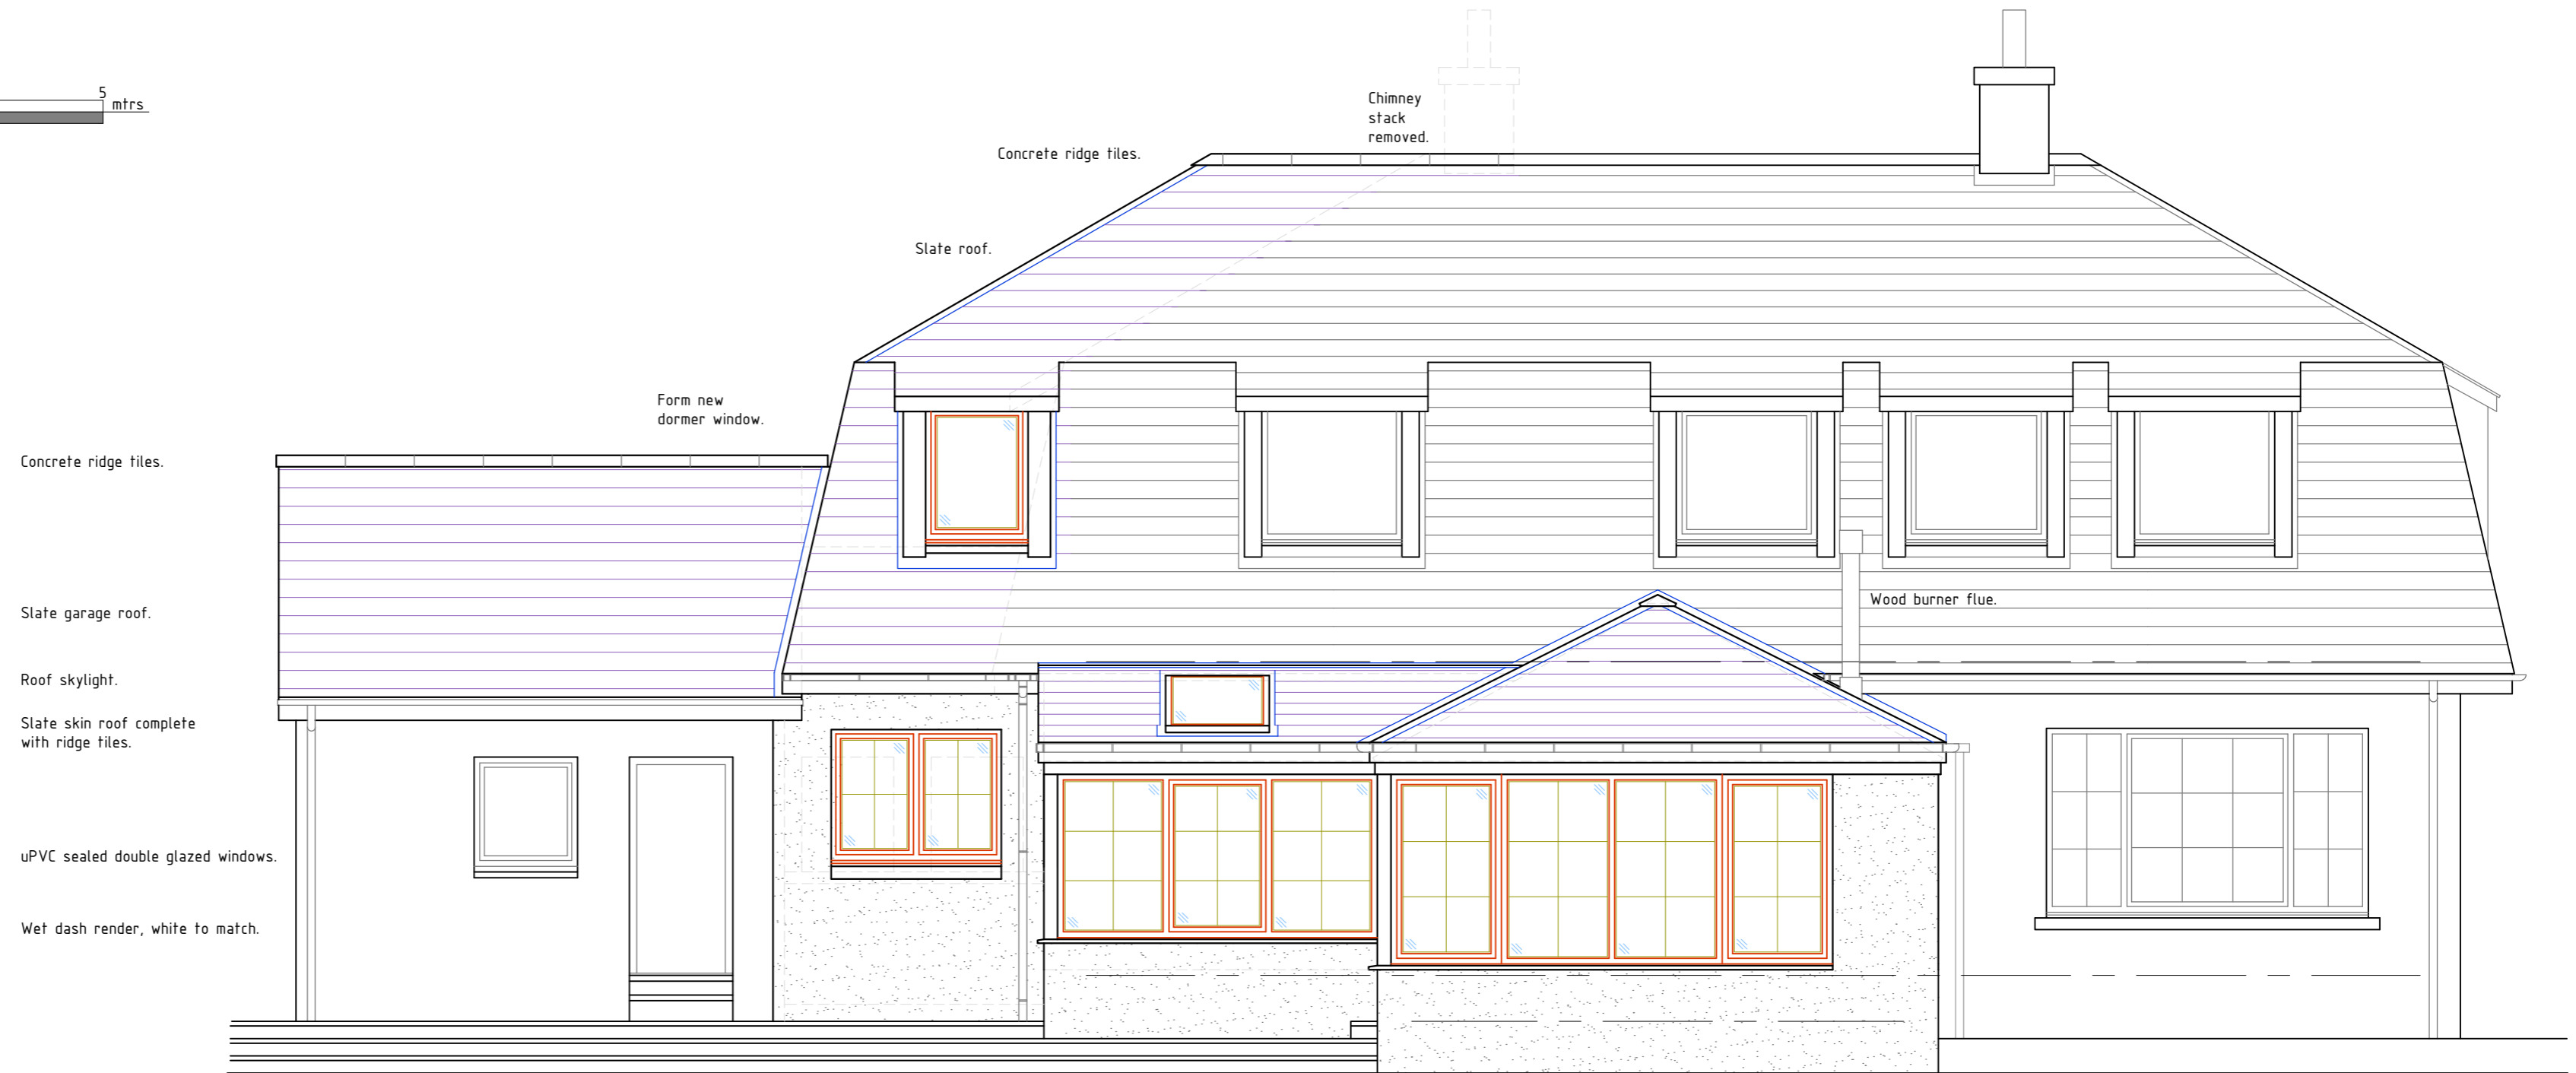 5
mtrs
Chimney
stack
removed.
Concrete ridge tiles.
Slate roof.
Form new
dormer window.
Concrete ridge tiles.
Slate garage roof.
Wood burner flue.
Roof skylight.
Slate skin roof complete
with ridge tiles.
uPVC sealed double glazed windows.
Wet dash render, white to match.